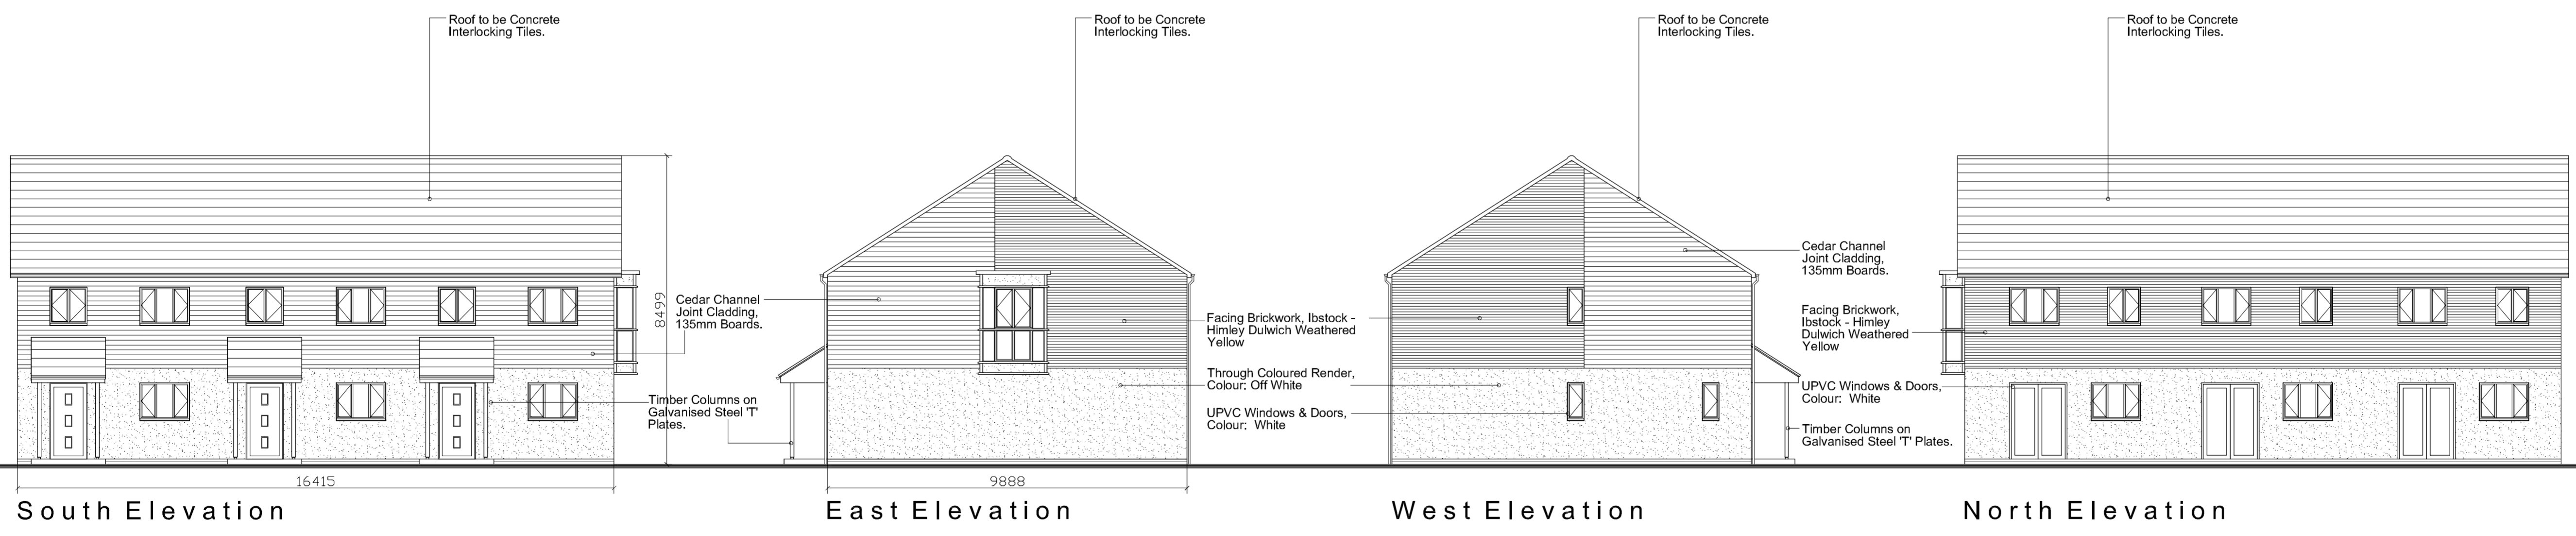 Roof to be Concrete
Interlocking Tiles.
Roof to be Concrete
Interlocking Tiles.
Roof to be Concrete
Interlocking Tiles.
Roof to be Concrete
Interlocking Tiles.
8499
Cedar Channel
Joint Cladding,
135mm Boards.
Timber Columns on
Galvanised Steel 'T'
Plates.
Facing Brickwork, Ibstock -
Himley Dulwich Weathered
Yellow
Through Coloured Render,
Colour: Off White
UPVC Windows & Doors,
Colour: White
Cedar Channel
Joint Cladding,
135mm Boards.
Facing Brickwork,
Ibstock - Himley
Dulwich Weathered
Yellow
UPVC Windows & Doors,
Colour: White
Timber Columns on
Galvanised Steel 'T' Plates.
16415
9888
South Elevation
East Elevation
West Elevation
North Elevation